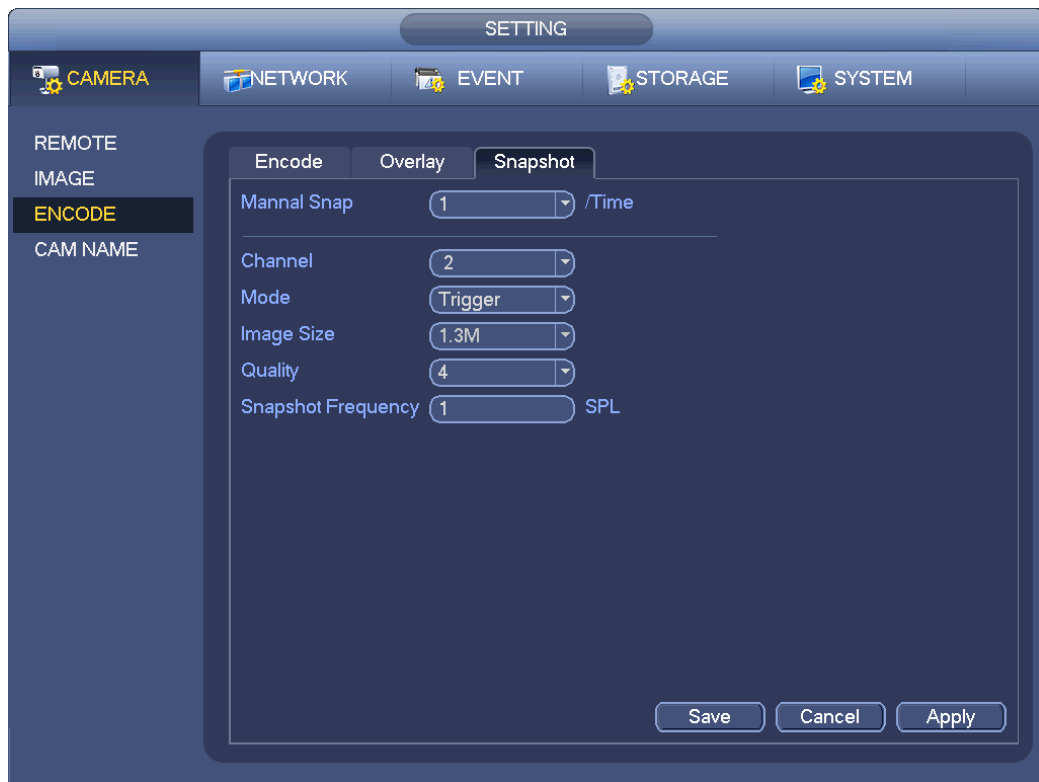 SETTING
CAMERA NETWORK EVENT STORAGE SYSTEM
REMOTE
IMAGE
ENCODE
CAM NAME
Encode Overlay Snapshot
Mannal Snap 1 /Time
Channel 2
Mode Trigger
Image Size 1.3M
Quality 4
Snapshot Frequency 1 SPL
Save Cancel Apply